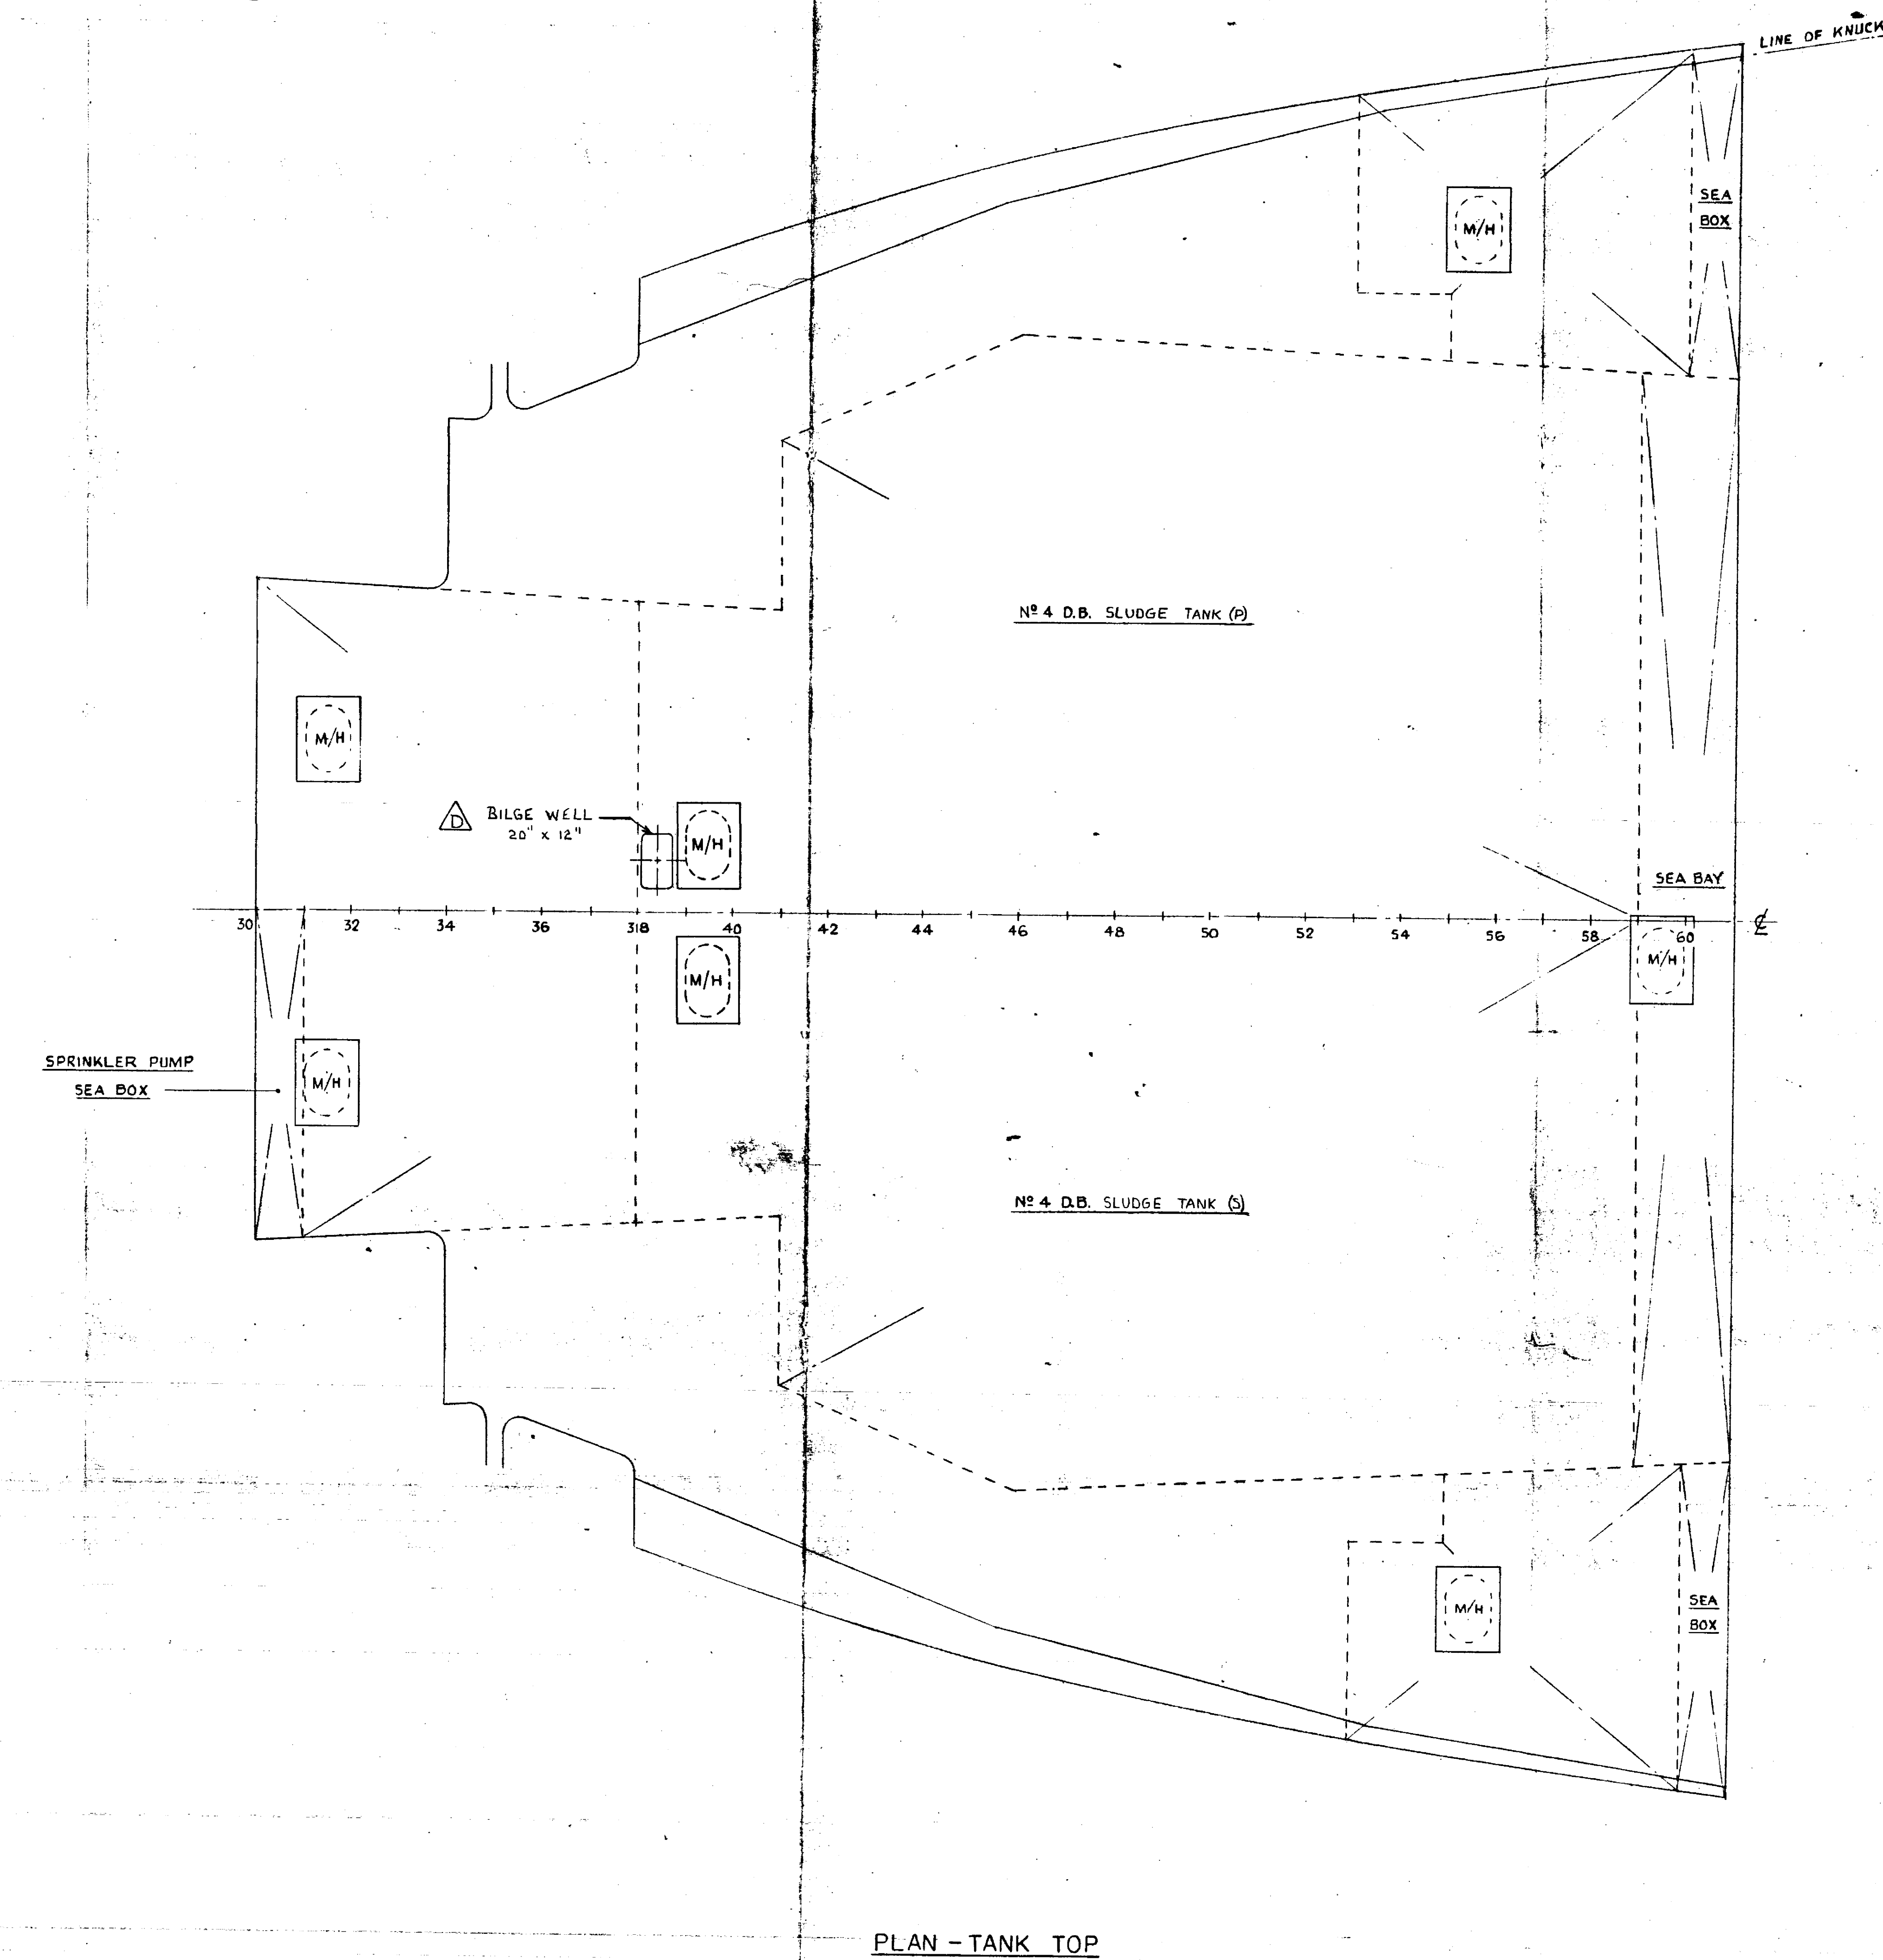 LINE OF KNUCK
SEA
BOX
M/H
Nº 4 D.B. SLUDGE TANK (P)
M/H
D
BILGE WELL
20" x 12"
M/H
SEA BAY
30 32 34 36 318 40 42 44 46 48 50 52 54 56 58 60 ℄
M/H
M/H
SPRINKLER PUMP
SEA BOX
M/H
Nº 4 D.B. SLUDGE TANK (S)
M/H
SEA
BOX
PLAN - TANK TOP